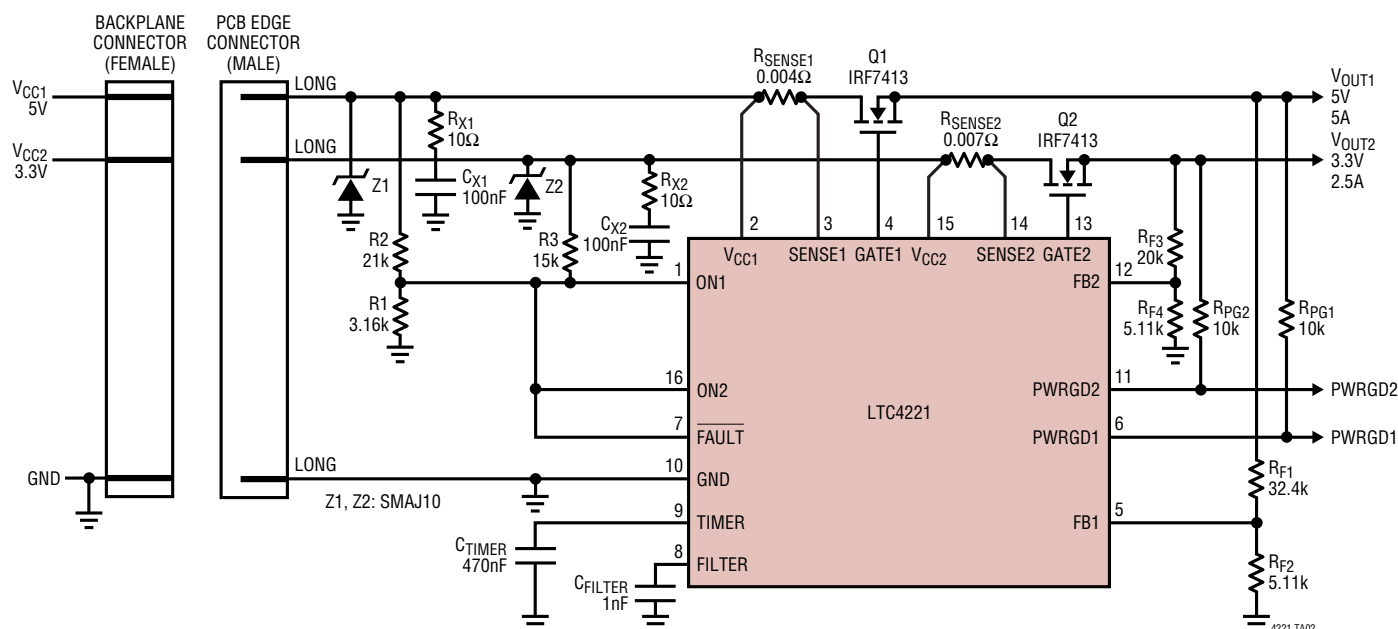 BACKPLANE
CONNECTOR
(FEMALE)
PCB EDGE
CONNECTOR
(MALE)
VCC1
5V
VCC2
3.3V
GND
LONG
LONG
LONG
Z1
Z2
RX1
10Ω
CX1
100nF
RX2
10Ω
CX2
100nF
R2
21k
R3
15k
R1
3.16k
Z1, Z2: SMAJ10
RSENSE1
0.004Ω
Q1
IRF7413
RSENSE2
0.007Ω
Q2
IRF7413
VOUT1
5V
5A
VOUT2
3.3V
2.5A
2
3
4
15
14
13
VCC1
SENSE1
GATE1
VCC2
SENSE2
GATE2
1
ON1
16
ON2
7
FAULT
10
GND
9
TIMER
8
FILTER
LTC4221
12
FB2
11
PWRGD2
6
PWRGD1
5
FB1
CTIMER
470nF
CFILTER
1nF
RF3
20k
RF4
5.11k
RPG2
10k
RPG1
10k
PWRGD2
PWRGD1
RF1
32.4k
RF2
5.11k
4221 TA02